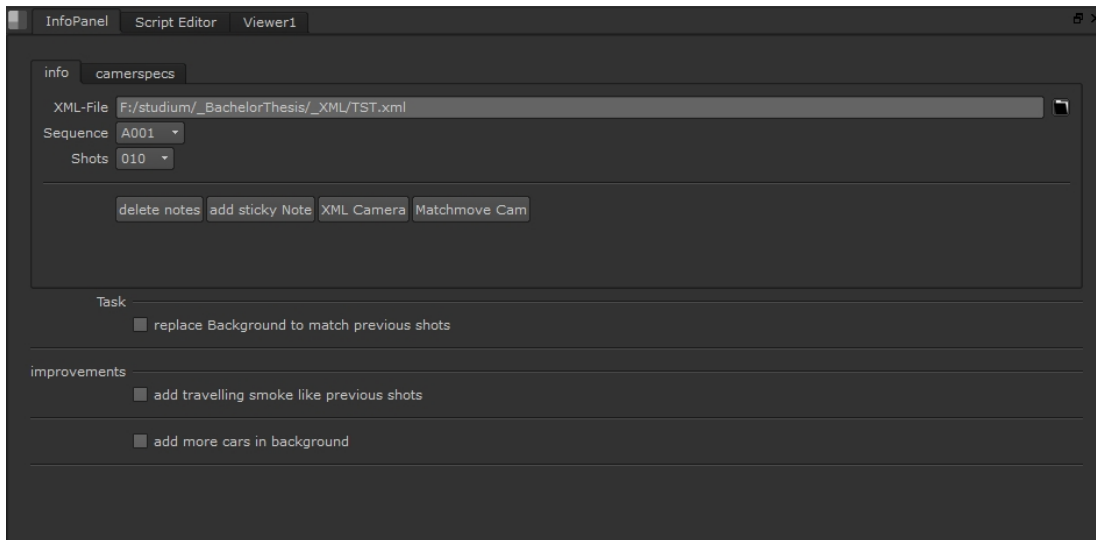 InfoPanel Script Editor Viewer1
info camerspecs
XML-File F:/studium/_BachelorThesis/_XML/TST.xml
Sequence A001
Shots 010
delete notes add sticky Note XML Camera Matchmove Cam
Task
replace Background to match previous shots
improvements
add travelling smoke like previous shots
add more cars in background